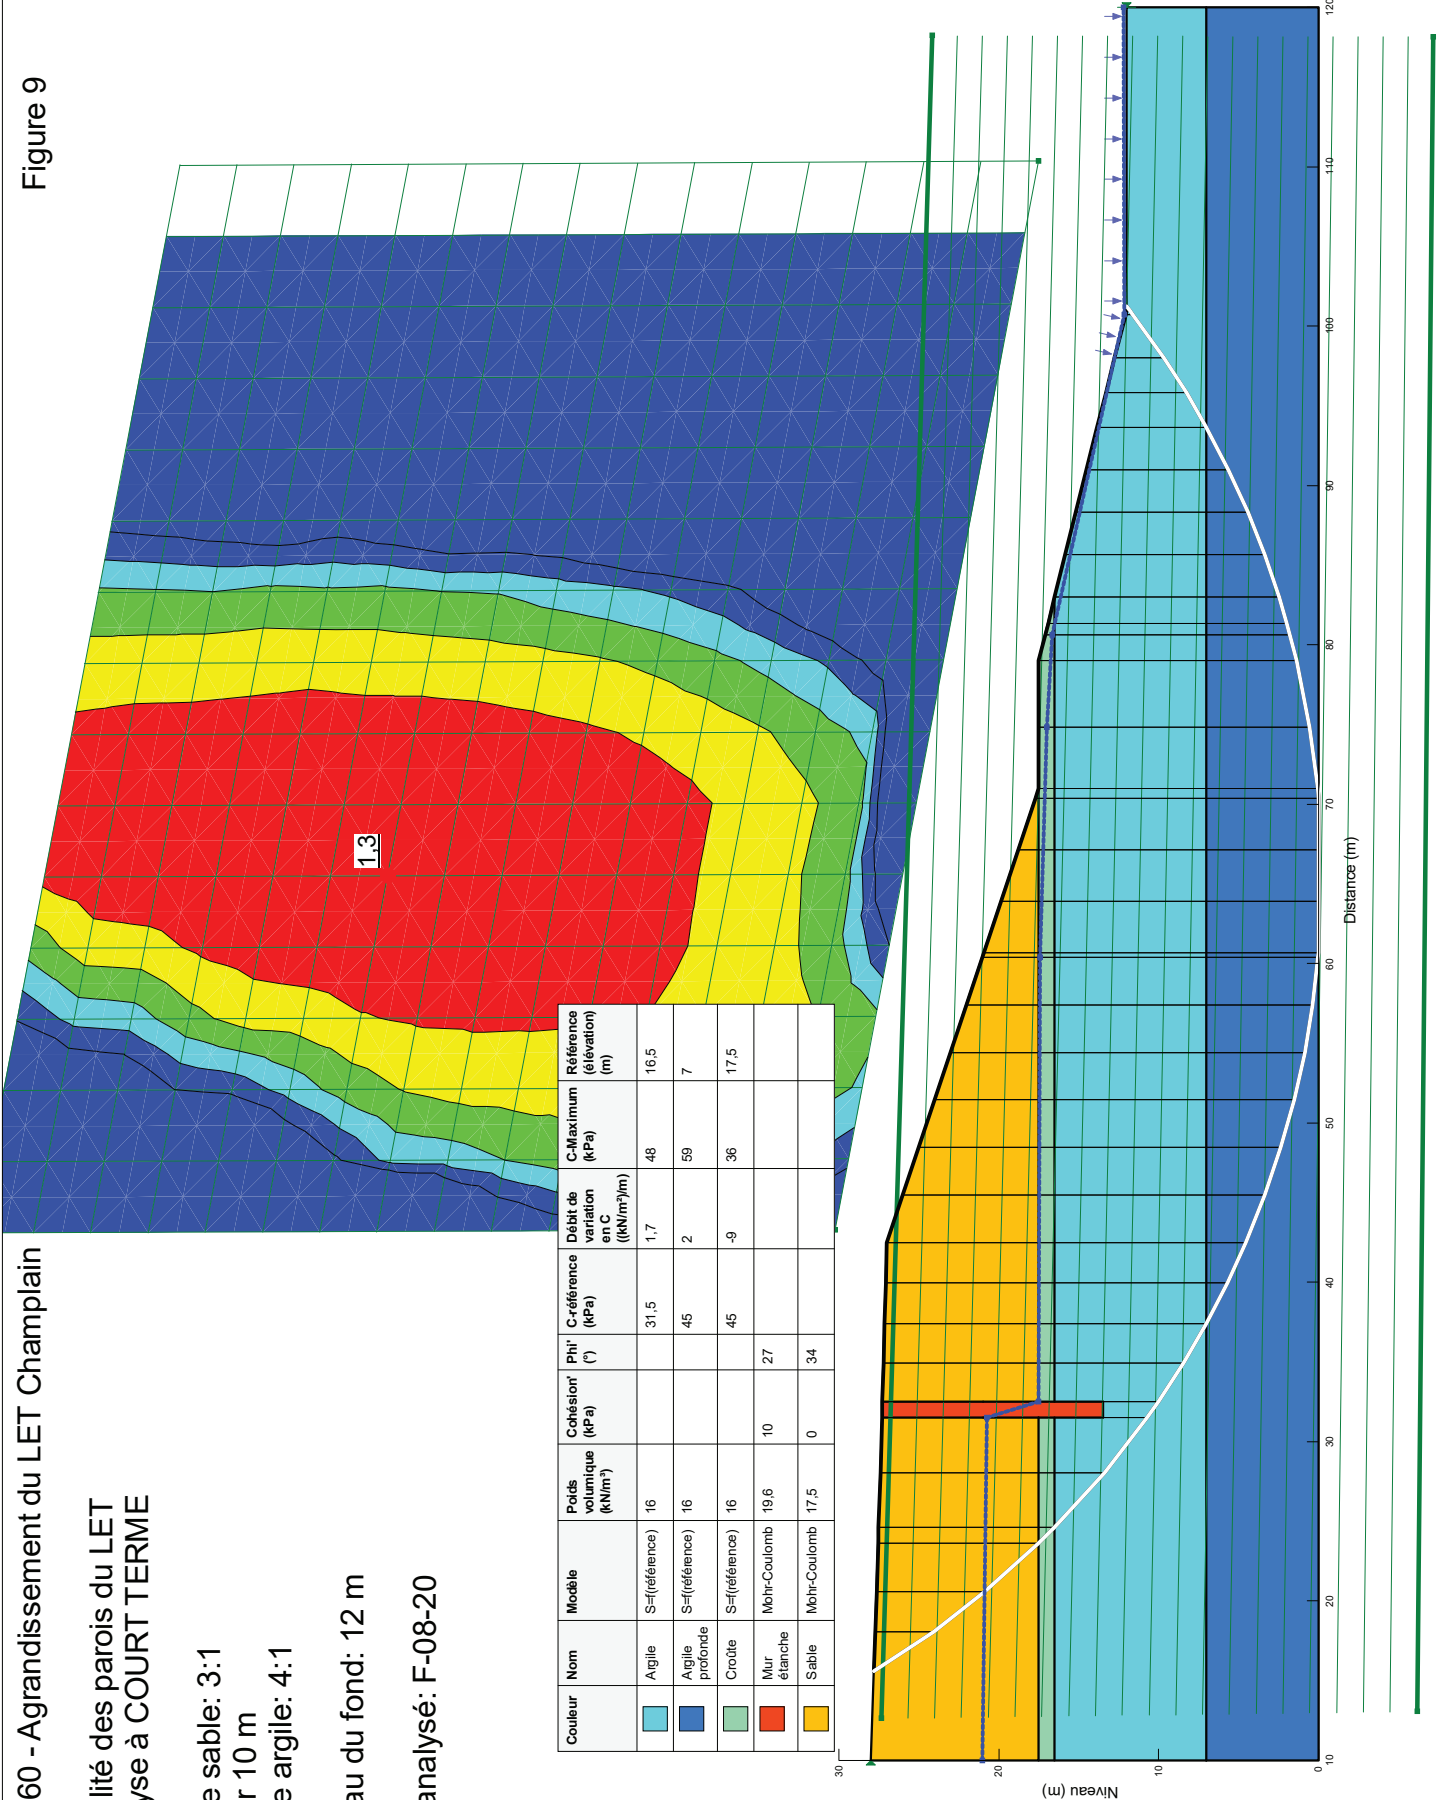 Figure 9
60 - Agrandissement du LET Champlain
lité des parois du LET
yse à COURT TERME
e sable: 3:1
r 10 m
e argile: 4:1
au du fond: 12 m
analysé: F-08-20
1,3
Couleur Nom Modèle Poids volumique (kN/m³) Cohésion' (kPa) Phi' (°) C-référence (kPa) Débit de variation en C ((kN/m²)/m) C-Maximum (kPa) Référence (élévation) (m)
Argile S=f(référence) 16 31,5 1,7 48 16,5
Argile profonde S=f(référence) 16 45 2 59 7
Croûte S=f(référence) 16 45 -9 36 17,5
Mur étanche Mohr-Coulomb 19,6 10 27
Sable Mohr-Coulomb 17,5 0 34
30
20
10
0
Niveau (m)
10 20 30 40 50 60 70 80 90 100 110 120
Distance (m)